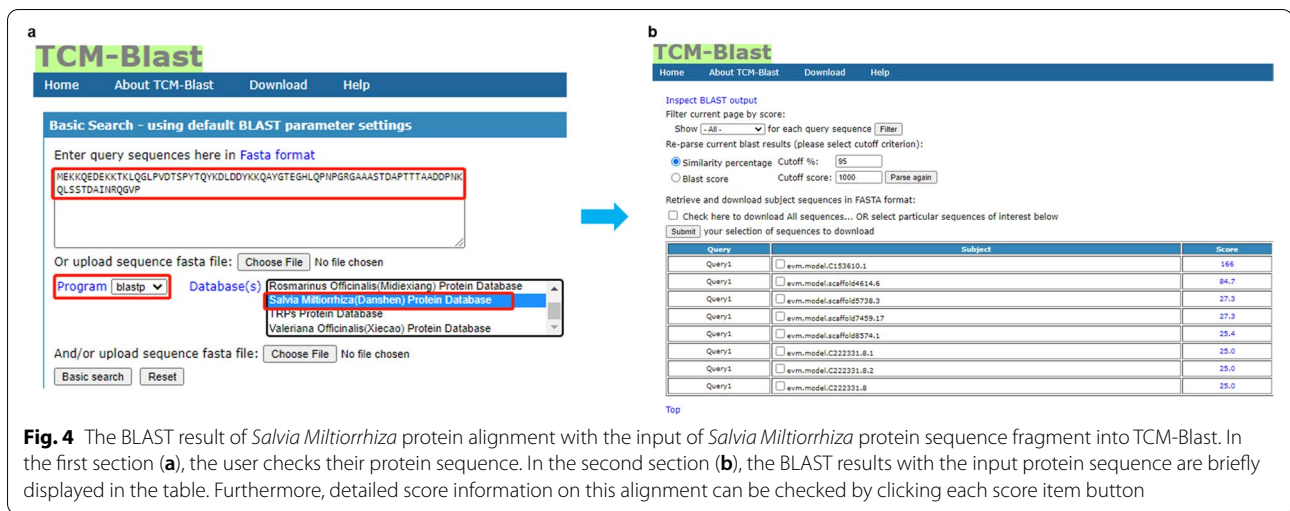 a
TCM-Blast
Home About TCM-Blast Download Help
Basic Search - using default BLAST parameter settings
Enter query sequences here in Fasta format
MEKKQEDEKKTKLQGLPVDTSPYTQYKDLDDYKKQAYGTEGHLQPNPGRGAAASTDAPTTTAADDPNK
QLSSTDAINRQGVP
Or upload sequence fasta file: Choose File No file chosen
Program blastp Database(s) Rosmarinus Officinalis(Midiexiang) Protein Database
Salvia Miltiorrhiza(Danshen) Protein Database
TRPs Protein Database
Valeriana Officinalis(Xiecao) Protein Database
And/or upload sequence fasta file: Choose File No file chosen
Basic search Reset
b
TCM-Blast
Home About TCM-Blast Download Help
Inspect BLAST output
Filter current page by score:
Show - All - for each query sequence Filter
Re-parse current blast results (please select cutoff criterion):
Similarity percentage Cutoff %: 95
Blast score Cutoff score: 1000 Parse again
Retrieve and download subject sequences in FASTA format:
Check here to download All sequences... OR select particular sequences of interest below
Submit your selection of sequences to download
Query Subject Score
Query1 evm.model.C153610.1 166
Query1 evm.model.scaffold4614.6 84.7
Query1 evm.model.scaffold5738.3 27.3
Query1 evm.model.scaffold7459.17 27.3
Query1 evm.model.scaffold8574.1 25.4
Query1 evm.model.C222331.8.1 25.0
Query1 evm.model.C222331.8.2 25.0
Query1 evm.model.C222331.8 25.0
Top
Fig. 4 The BLAST result of Salvia Miltiorrhiza protein alignment with the input of Salvia Miltiorrhiza protein sequence fragment into TCM-Blast. In
the first section (a), the user checks their protein sequence. In the second section (b), the BLAST results with the input protein sequence are briefly
displayed in the table. Furthermore, detailed score information on this alignment can be checked by clicking each score item button